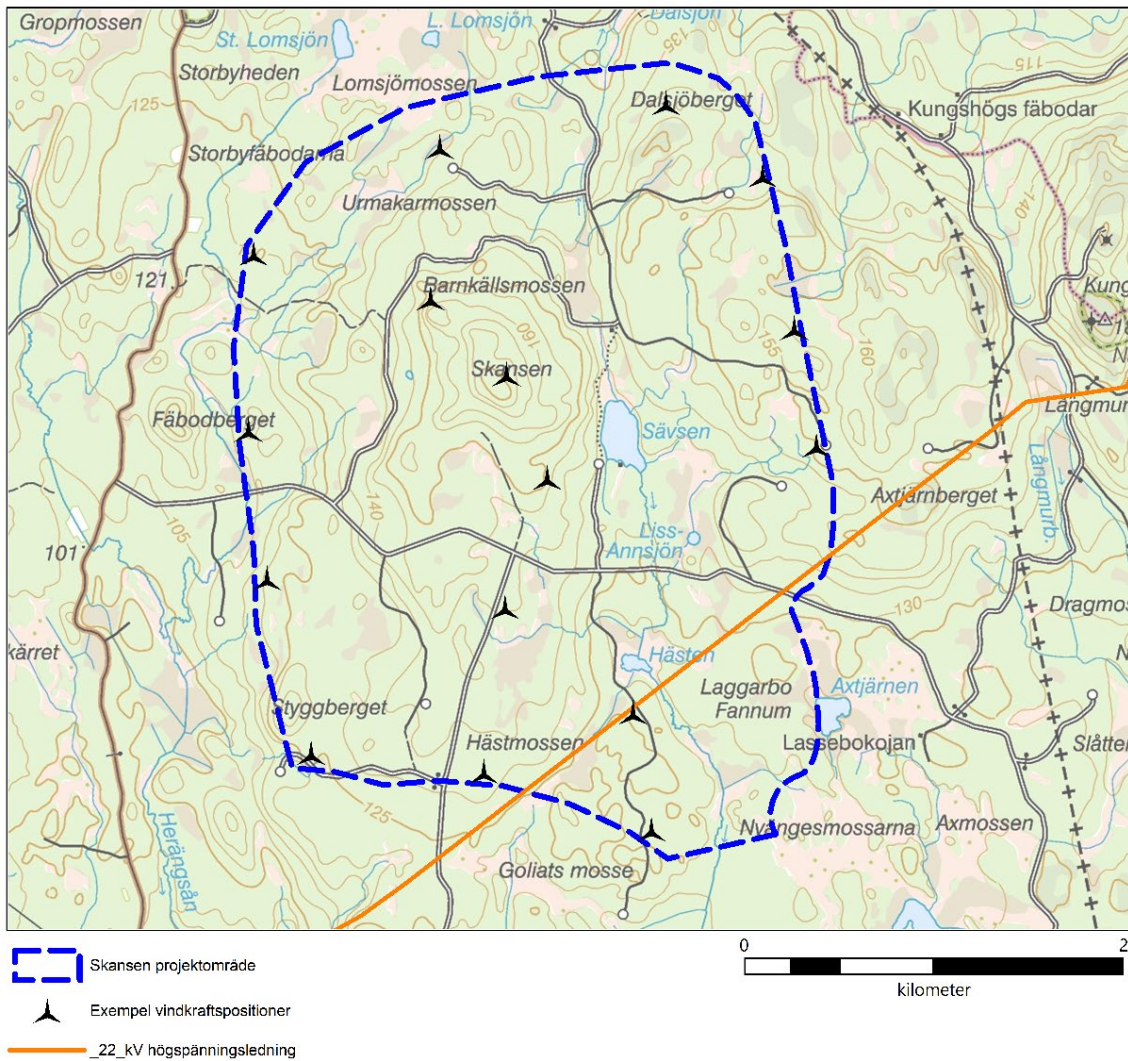 Gropmossen
St. Lomsjön
L. Lomsjön
Dalsjön
135
Storbyheden
Lomsjömossen
115
125
Dalsjöberget
Kungshögs fäbodar
Storbyfäbodarna
Urmakarmossen
140
121
Barnkällsmossen
Kung
160
155
160
18
Skansen
N
Långmur
Fäbodberget
Sävsen
Långmurb.
140
Axtjärnberget
105
Liss-
Annsjön
101
130
Dragmos
kärret
Hästen
N
Laggarbo
Fannum
Axtjärnen
Styggberget
Hästmossen
Lassebokojan
Slåtter
125
Herängsån
Nvängesmossarna
Axmossen
Goliats mosse
Skansen projektområde
Exempel vindkraftspositioner
_22_kV högspänningsledning
0
2
kilometer